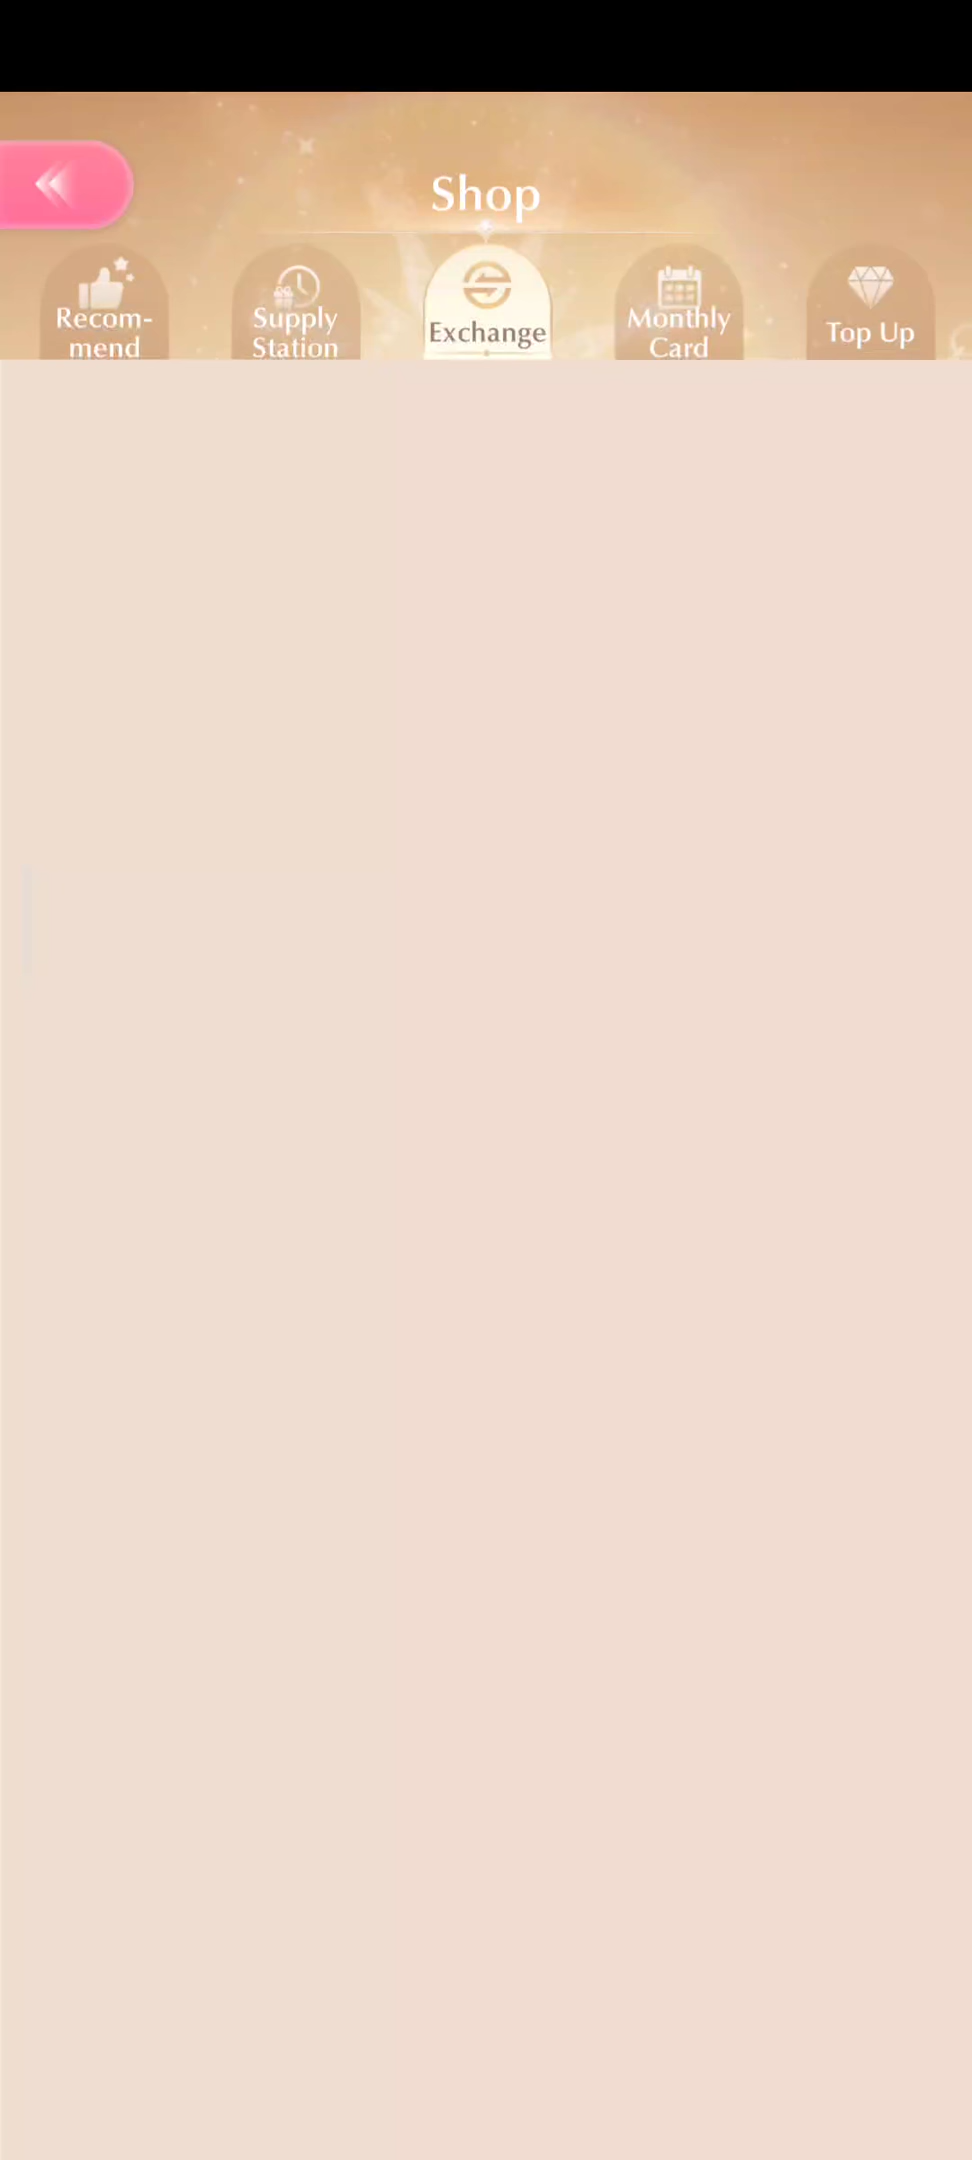 Shop
Recom-
mend
Supply
Station
Exchange
Monthly
Card
Top Up